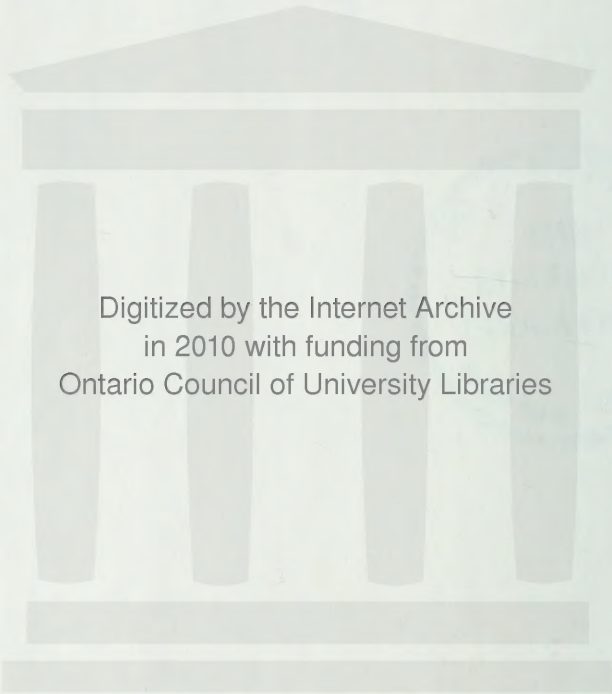 Digitized by the Internet Archive
in 2010 with funding from
Ontario Council of University Libraries